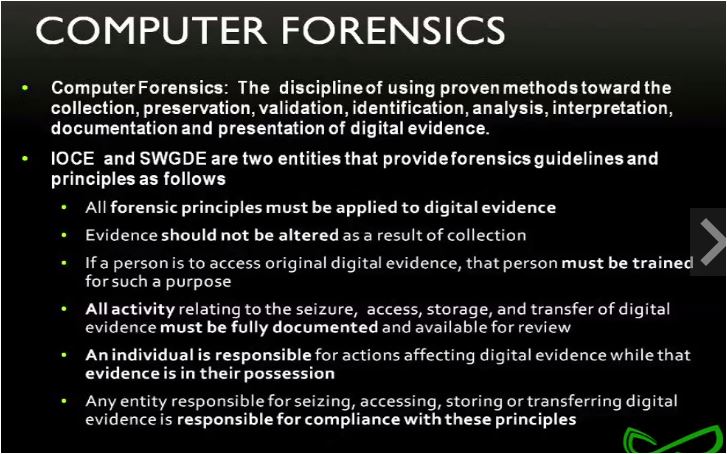 COMPUTER FORENSICS
• Computer Forensics: The discipline of using proven methods toward the
collection, preservation, validation, identification, analysis, interpretation,
documentation and presentation of digital evidence.
• IOCE and SWGDE are two entities that provide forensics guidelines and
principles as follows
• All forensic principles must be applied to digital evidence
• Evidence should not be altered as a result of collection
• If a person is to access original digital evidence, that person must be trained
for such a purpose
• All activity relating to the seizure, access, storage, and transfer of digital
evidence must be fully documented and available for review
• An individual is responsible for actions affecting digital evidence while that
evidence is in their possession
• Any entity responsible for seizing, accessing, storing or transferring digital
evidence is responsible for compliance with these principles